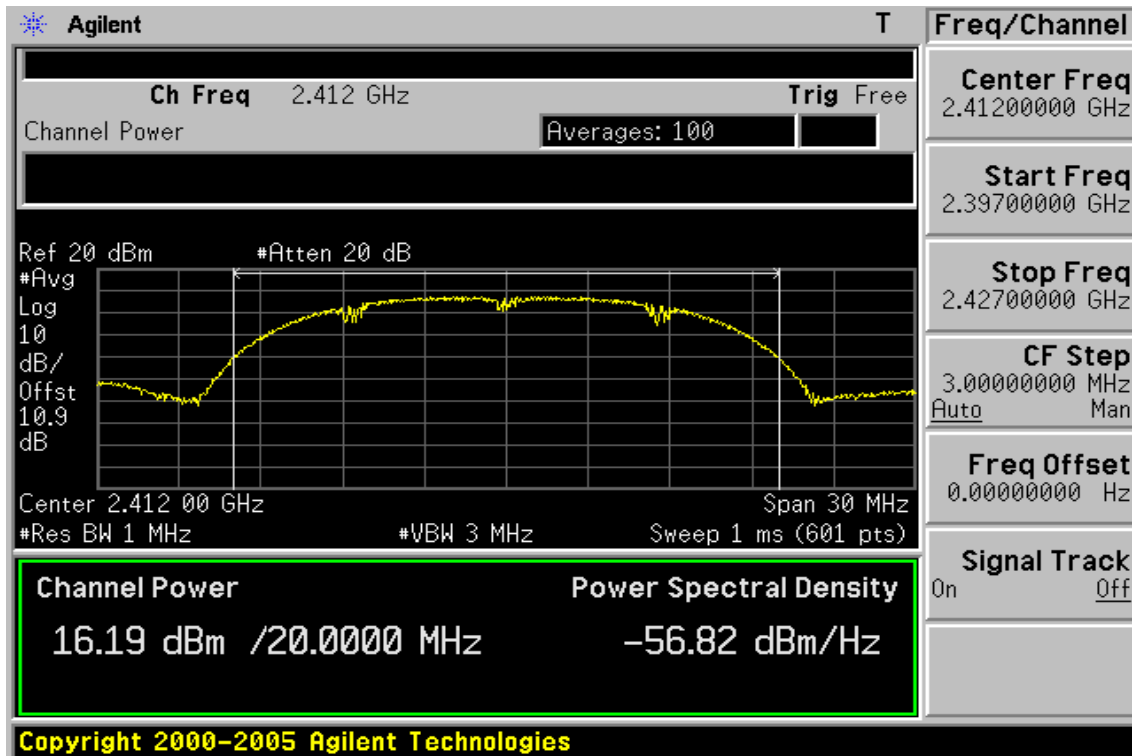 Agilent T
Freq/Channel
Ch Freq 2.412 GHz Trig Free
Channel Power Averages: 100
Ref 20 dBm #Atten 20 dB
#Avg
Log
10
dB/
Offst
10.9
dB
Center 2.412 00 GHz Span 30 MHz
#Res BW 1 MHz #VBW 3 MHz Sweep 1 ms (601 pts)
Channel Power Power Spectral Density
16.19 dBm /20.0000 MHz -56.82 dBm/Hz
Copyright 2000-2005 Agilent Technologies
Center Freq
2.41200000 GHz
Start Freq
2.39700000 GHz
Stop Freq
2.42700000 GHz
CF Step
3.00000000 MHz
Auto Man
Freq Offset
0.00000000 Hz
Signal Track
On Off